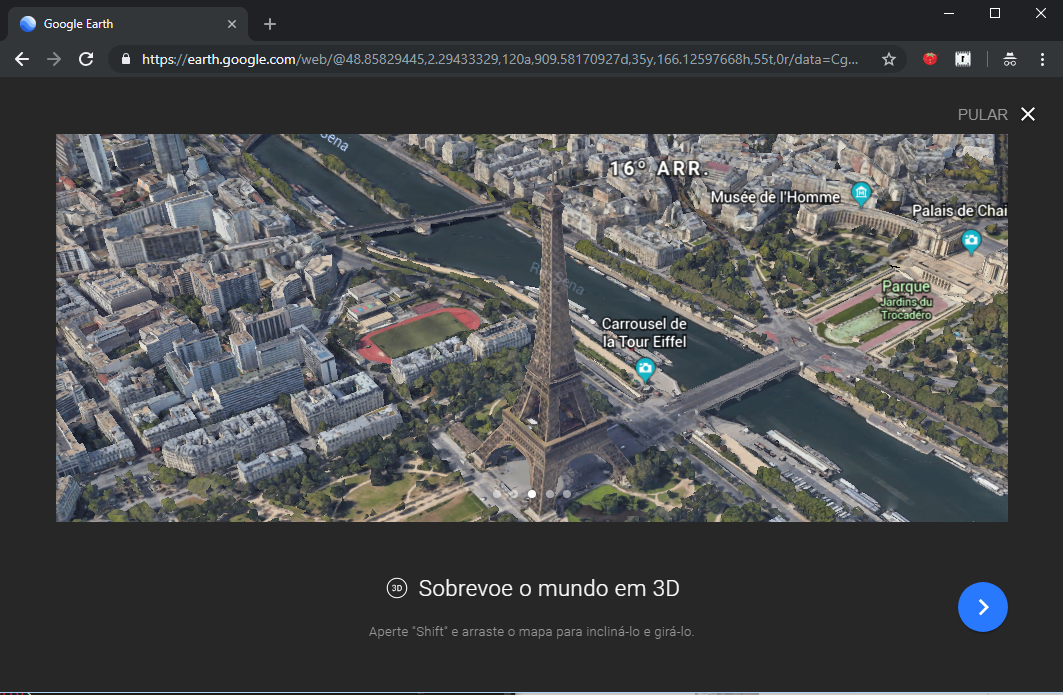 Google Earth
https://earth.google.com/web/@48.85829445,2.29433329,120a,909.58170927d,35y,166.12597668h,55t,0r/data=Cg...
PULAR
Sena
16º ARR.
Musée de l'Homme
Palais de Chai
Parque
Jardins du
Trocadéro
Carrousel de
la Tour Eiffel
3D Sobrevoe o mundo em 3D
Aperte "Shift" e arraste o mapa para incliná-lo e girá-lo.